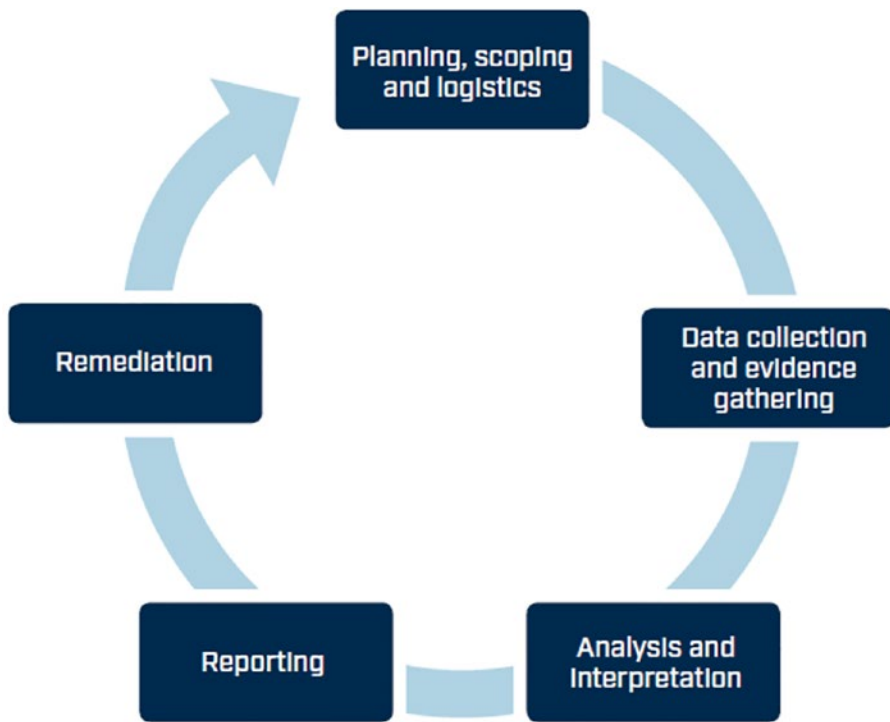 Planning, scoping
and logistics
Data collection
and evidence
gathering
Analysis and
interpretation
Reporting
Remediation